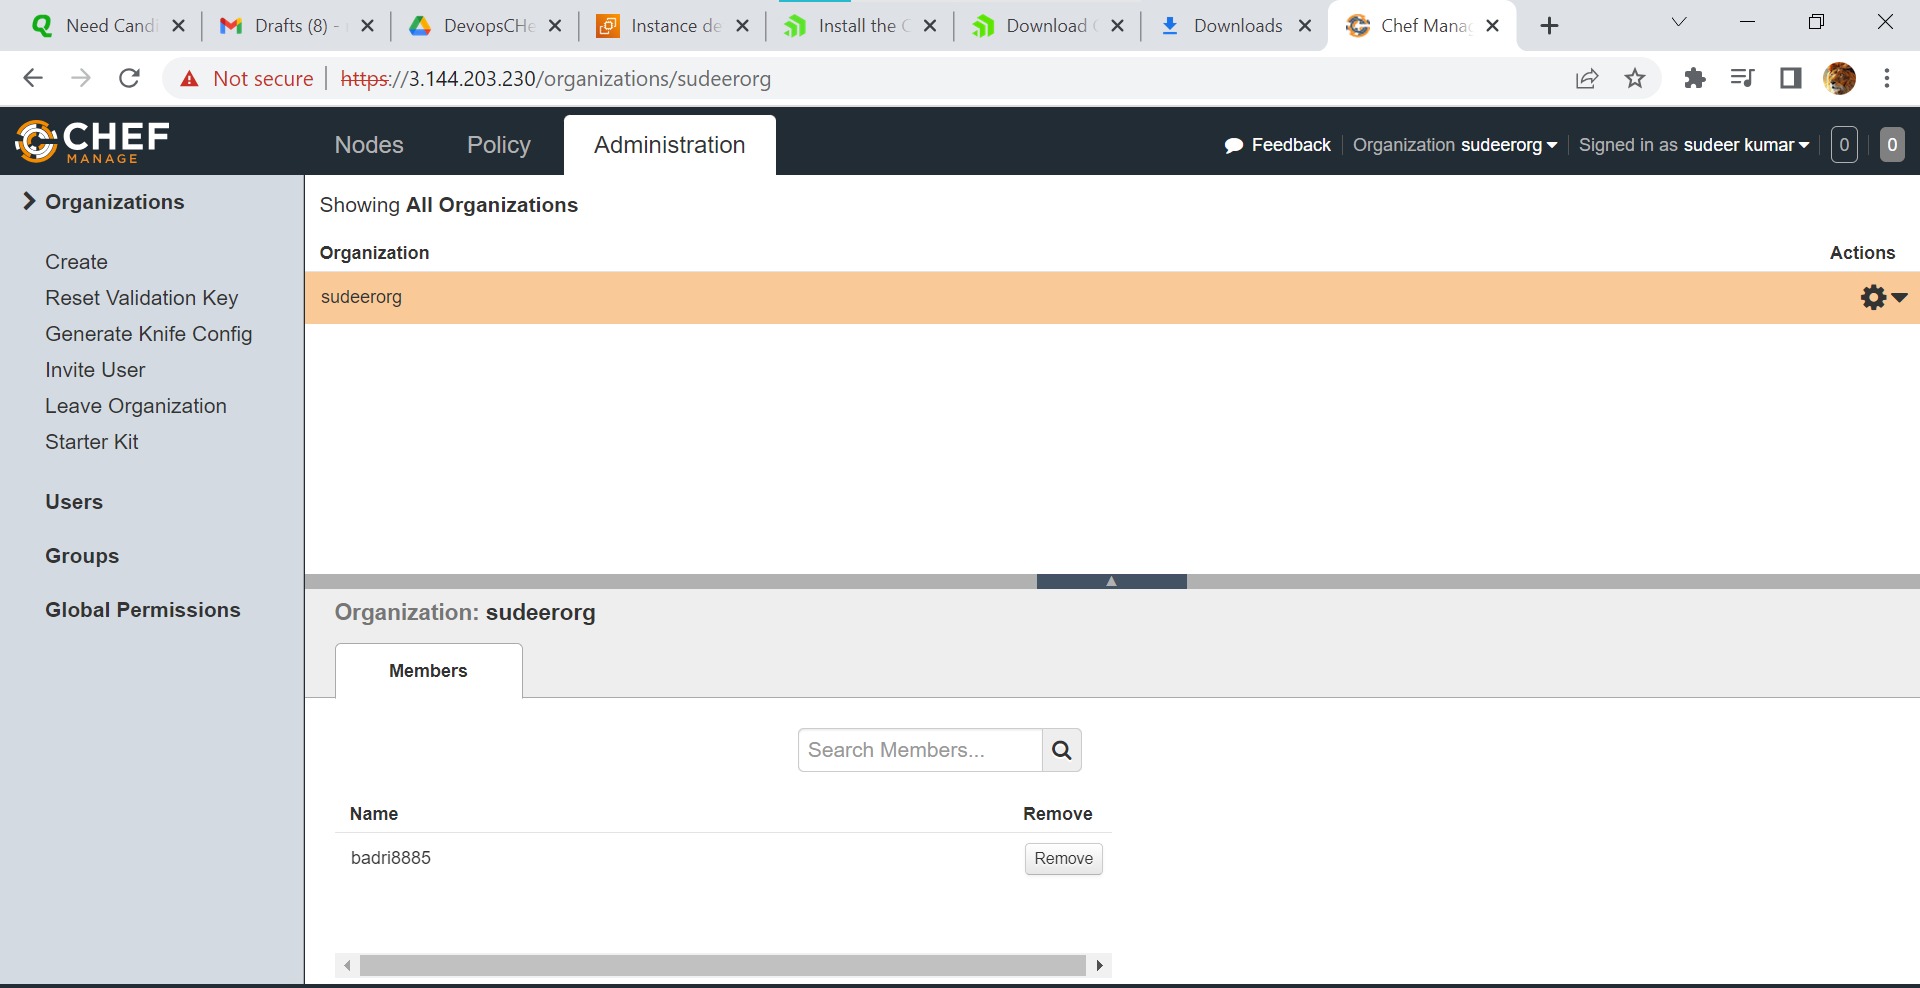 Need Candi
Drafts (8) -
DevopsCHe
Instance de
Install the C
Download C
Downloads
Chef Manag
Not secure
https://3.144.203.230/organizations/sudeerorg
CHEF
MANAGE
Nodes
Policy
Administration
Feedback
Organization sudeerorg
Signed in as sudeer kumar
0
0
Organizations
Create
Reset Validation Key
Generate Knife Config
Invite User
Leave Organization
Starter Kit
Users
Groups
Global Permissions
Showing All Organizations
Organization Actions
sudeerorg
Organization: sudeerorg
Members
Search Members...
Name Remove
badri8885 Remove